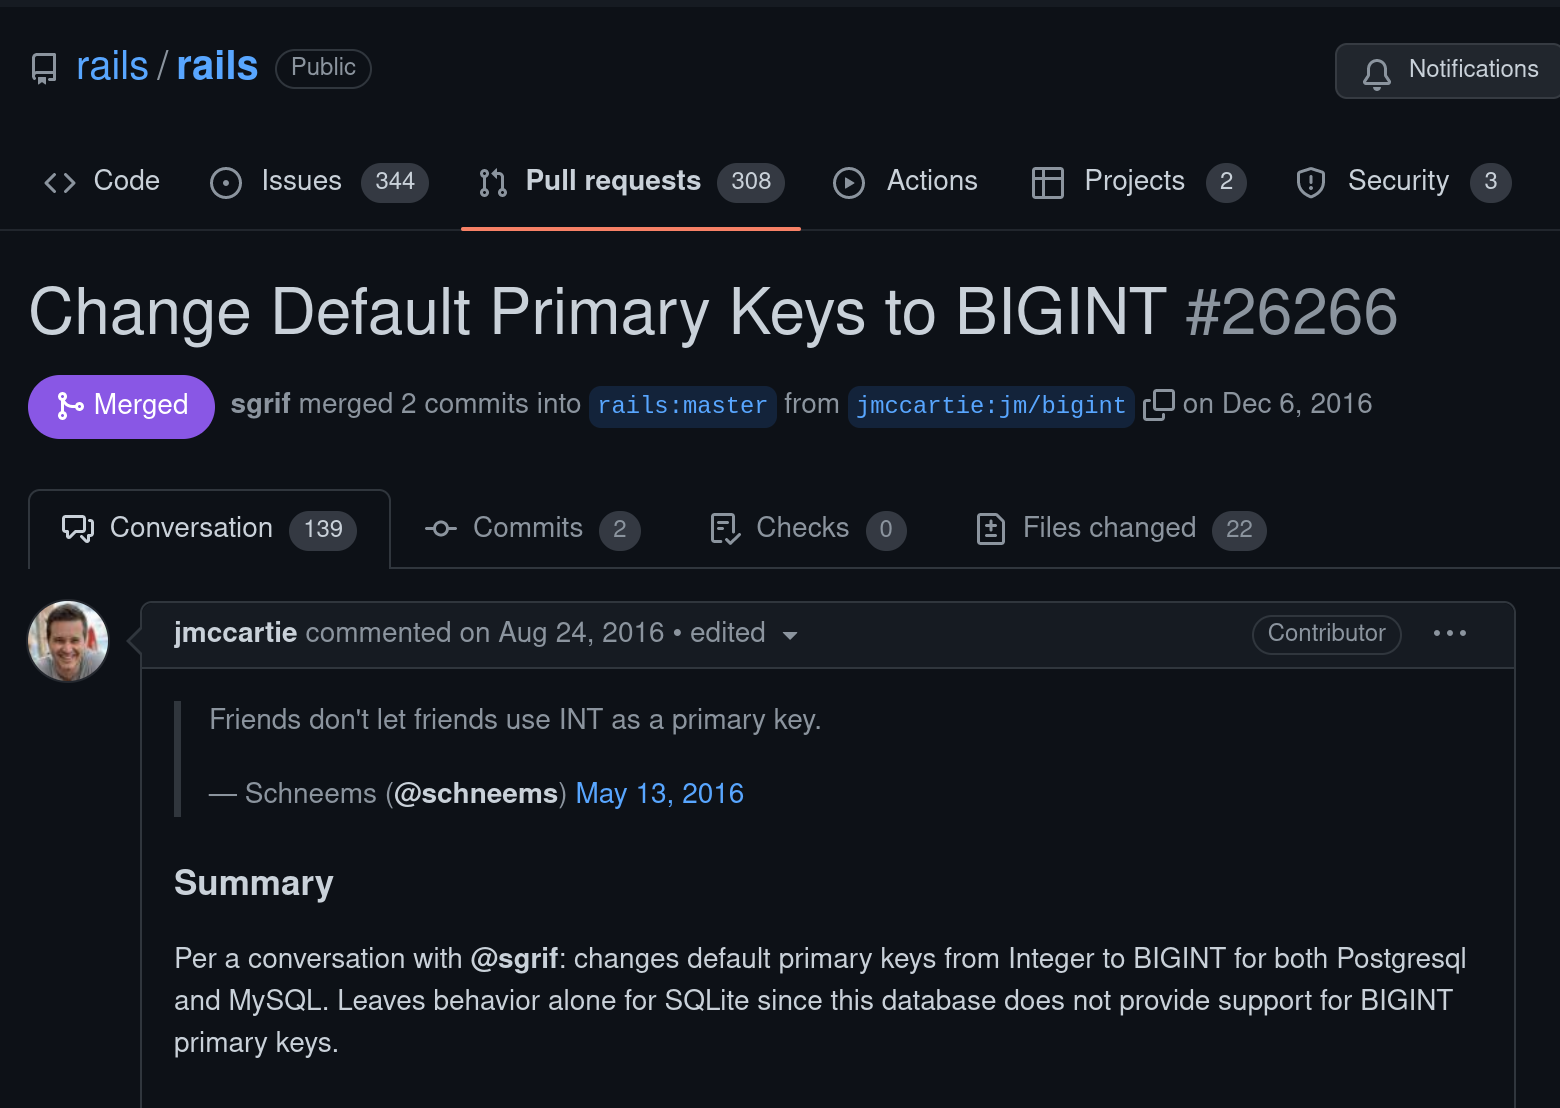 rails / rails Public Notifications
Code Issues 344 Pull requests 308 Actions Projects 2 Security 3
Change Default Primary Keys to BIGINT #26266
Merged sgrif merged 2 commits into rails:master from jmccartie:jm/bigint on Dec 6, 2016
Conversation 139 Commits 2 Checks 0 Files changed 22
jmccartie commented on Aug 24, 2016 • edited Contributor
Friends don't let friends use INT as a primary key.
— Schneems (@schneems) May 13, 2016
Summary
Per a conversation with @sgrif: changes default primary keys from Integer to BIGINT for both Postgresql
and MySQL. Leaves behavior alone for SQLite since this database does not provide support for BIGINT
primary keys.